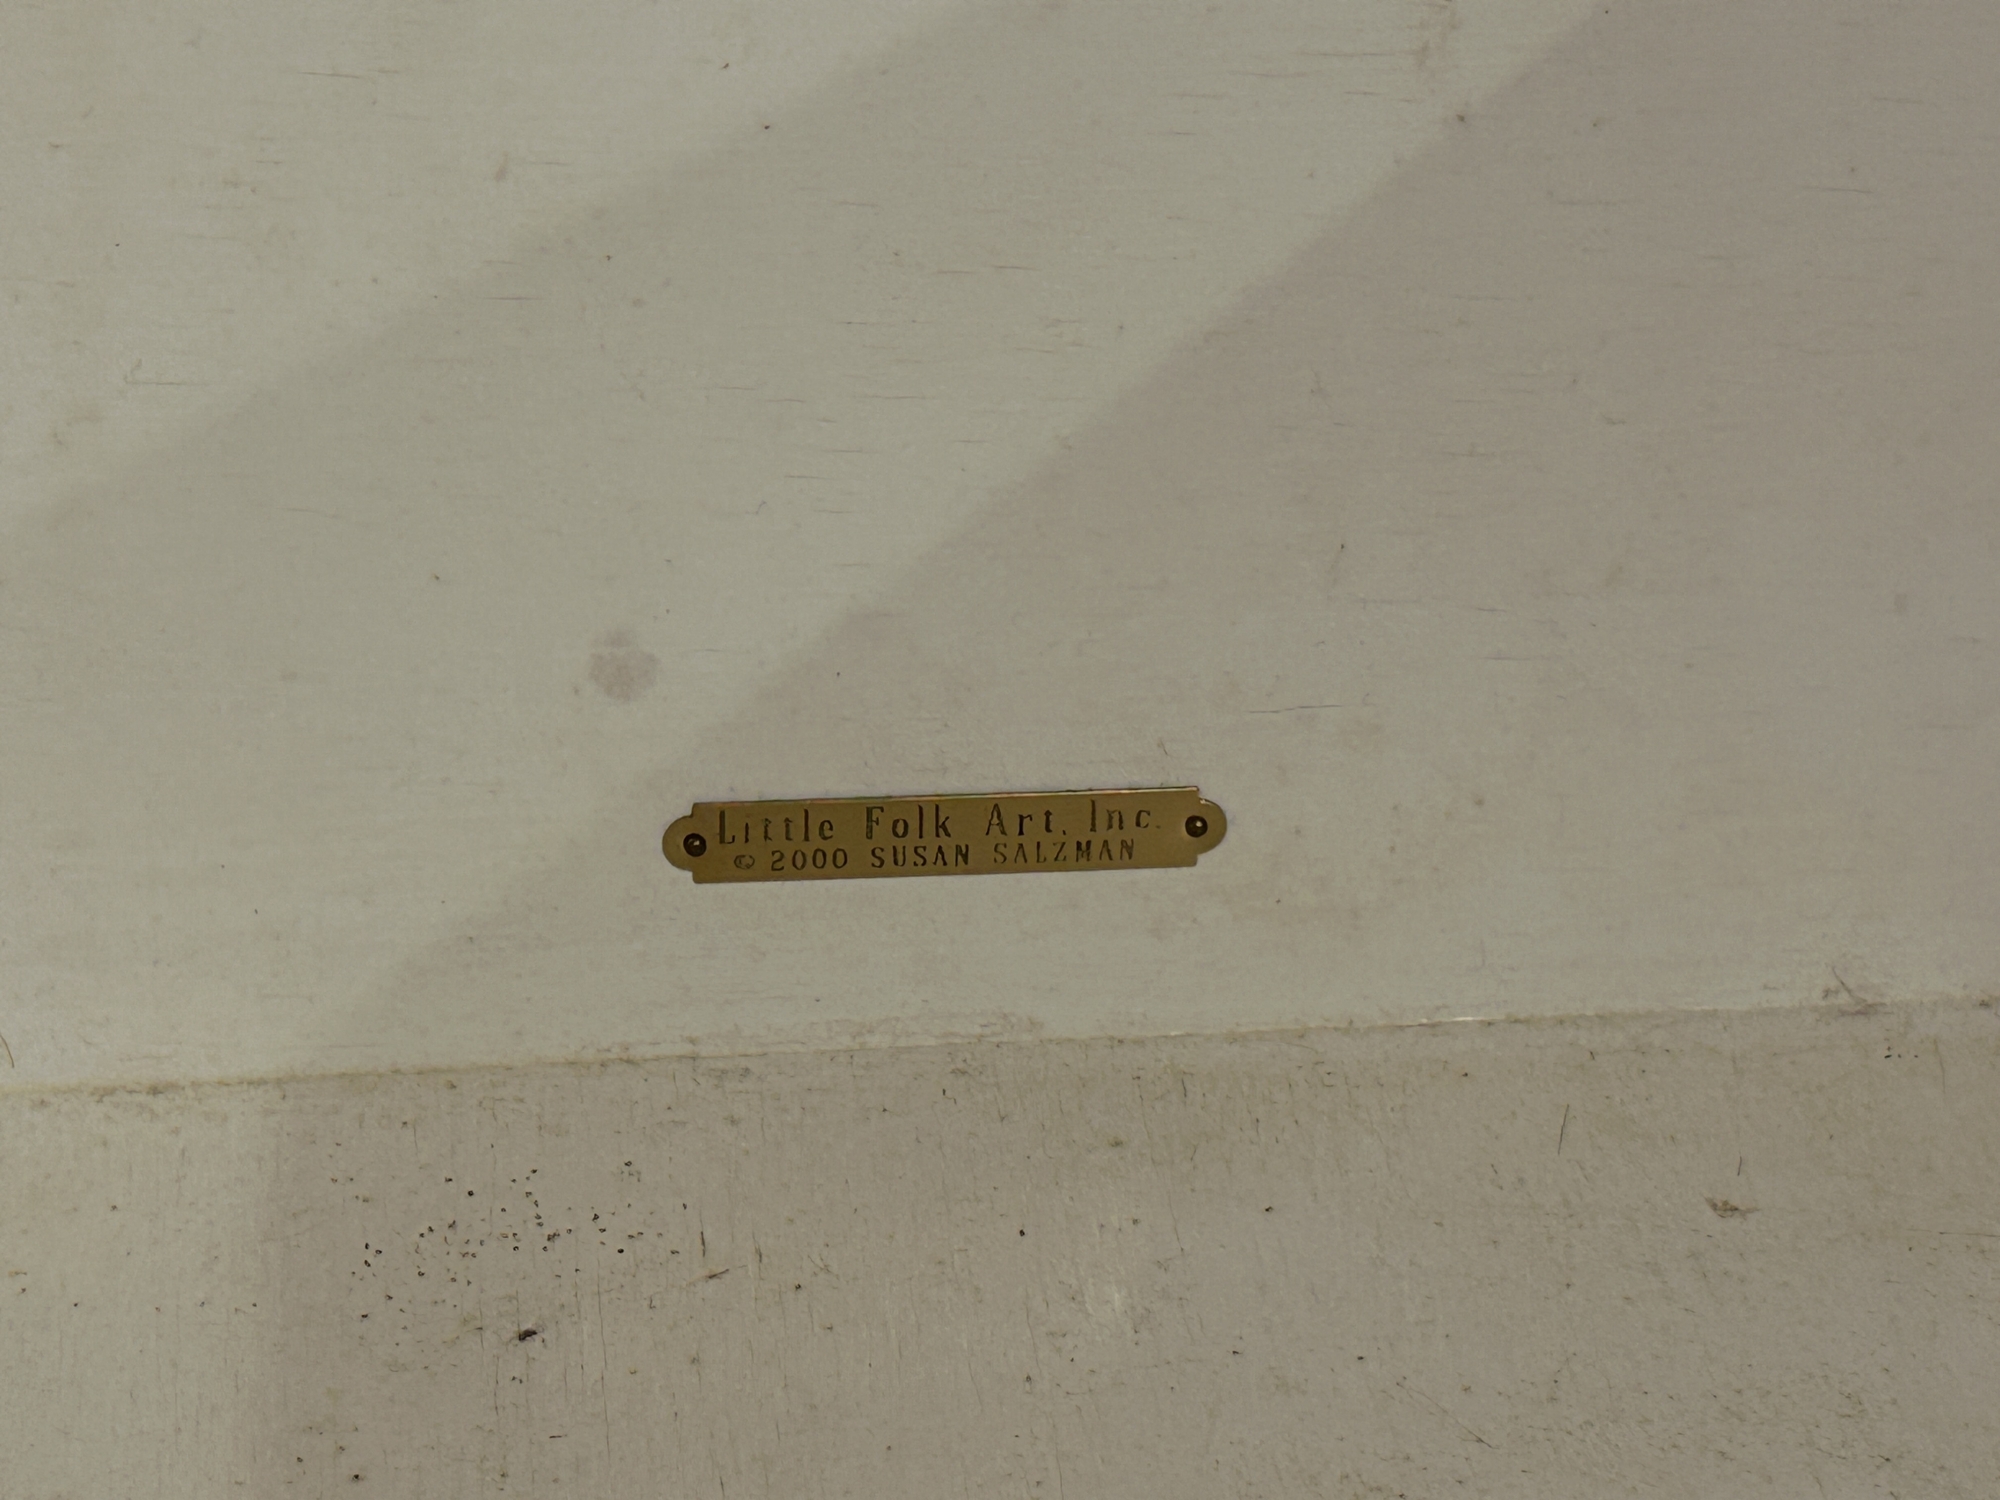 Little Folk Art, Inc.
© 2000 SUSAN SALZMAN